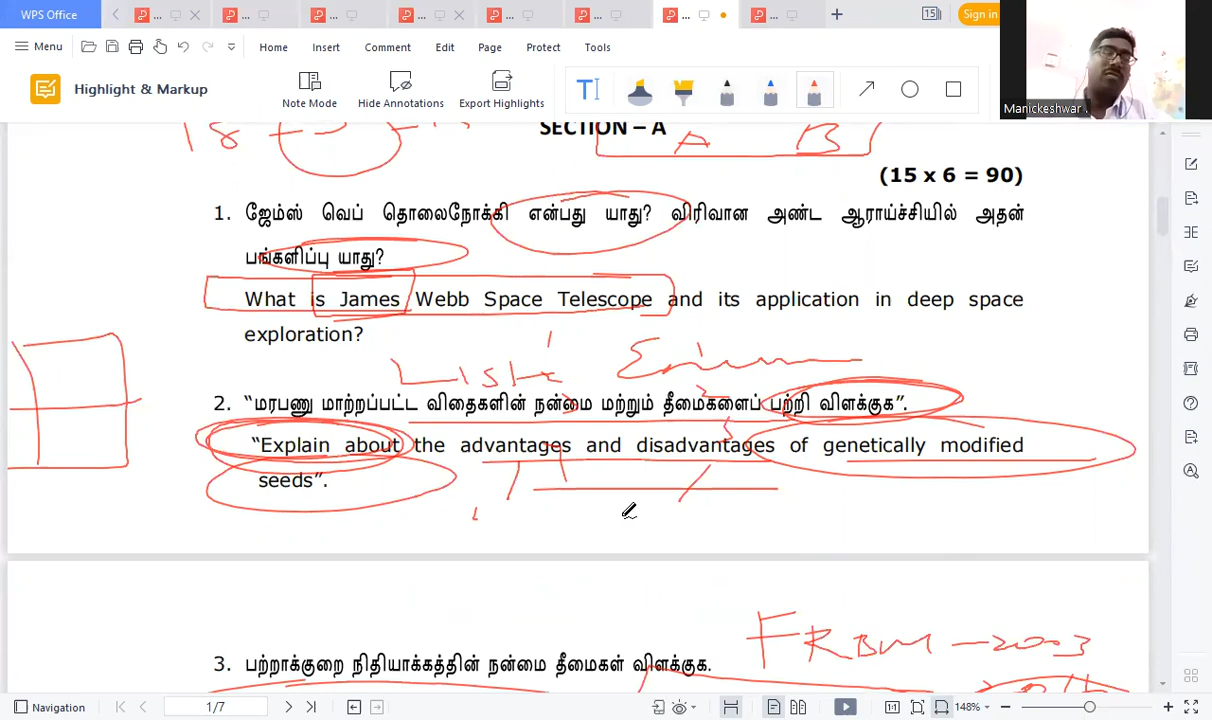 WPS Office
15
Sign in
Menu
Home
Insert
Comment
Edit
Page
Protect
Tools
Highlight & Markup
Note Mode
Hide Annotations
Export Highlights
Manickeshwar .
18
SECTION – A
A B
(15 x 6 = 90)
1. ஜேம்ஸ் வெப் தொலைநோக்கி என்பது யாது? விரிவான அண்ட ஆராய்ச்சியில் அதன்
பங்களிப்பு யாது?
What is James Webb Space Telescope and its application in deep space
exploration?
List
2. “மரபணு மாற்றப்பட்ட விதைகளின் நன்மை மற்றும் தீமைகளைப் பற்றி விளக்குக”.
“Explain about the advantages and disadvantages of genetically modified
seeds”.
FRBM - 2003
3. பற்றாக்குறை நிதியாக்கத்தின் நன்மை தீமைகள் விளக்குக.
Navigation
1/7
148%